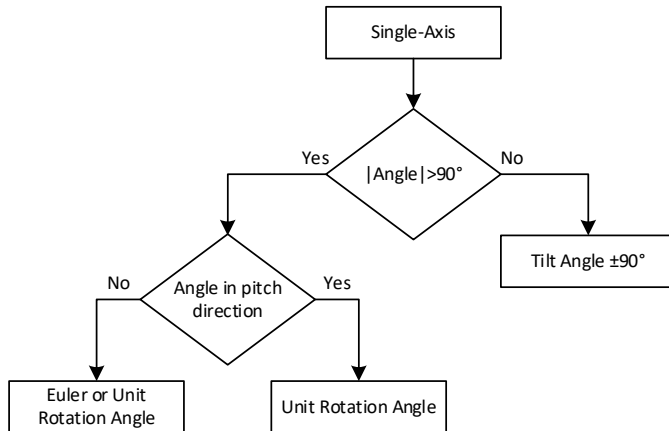 Single-Axis
Yes
|Angle|>90°
No
No
Angle in pitch
direction
Yes
Tilt Angle ±90°
Euler or Unit
Rotation Angle
Unit Rotation Angle